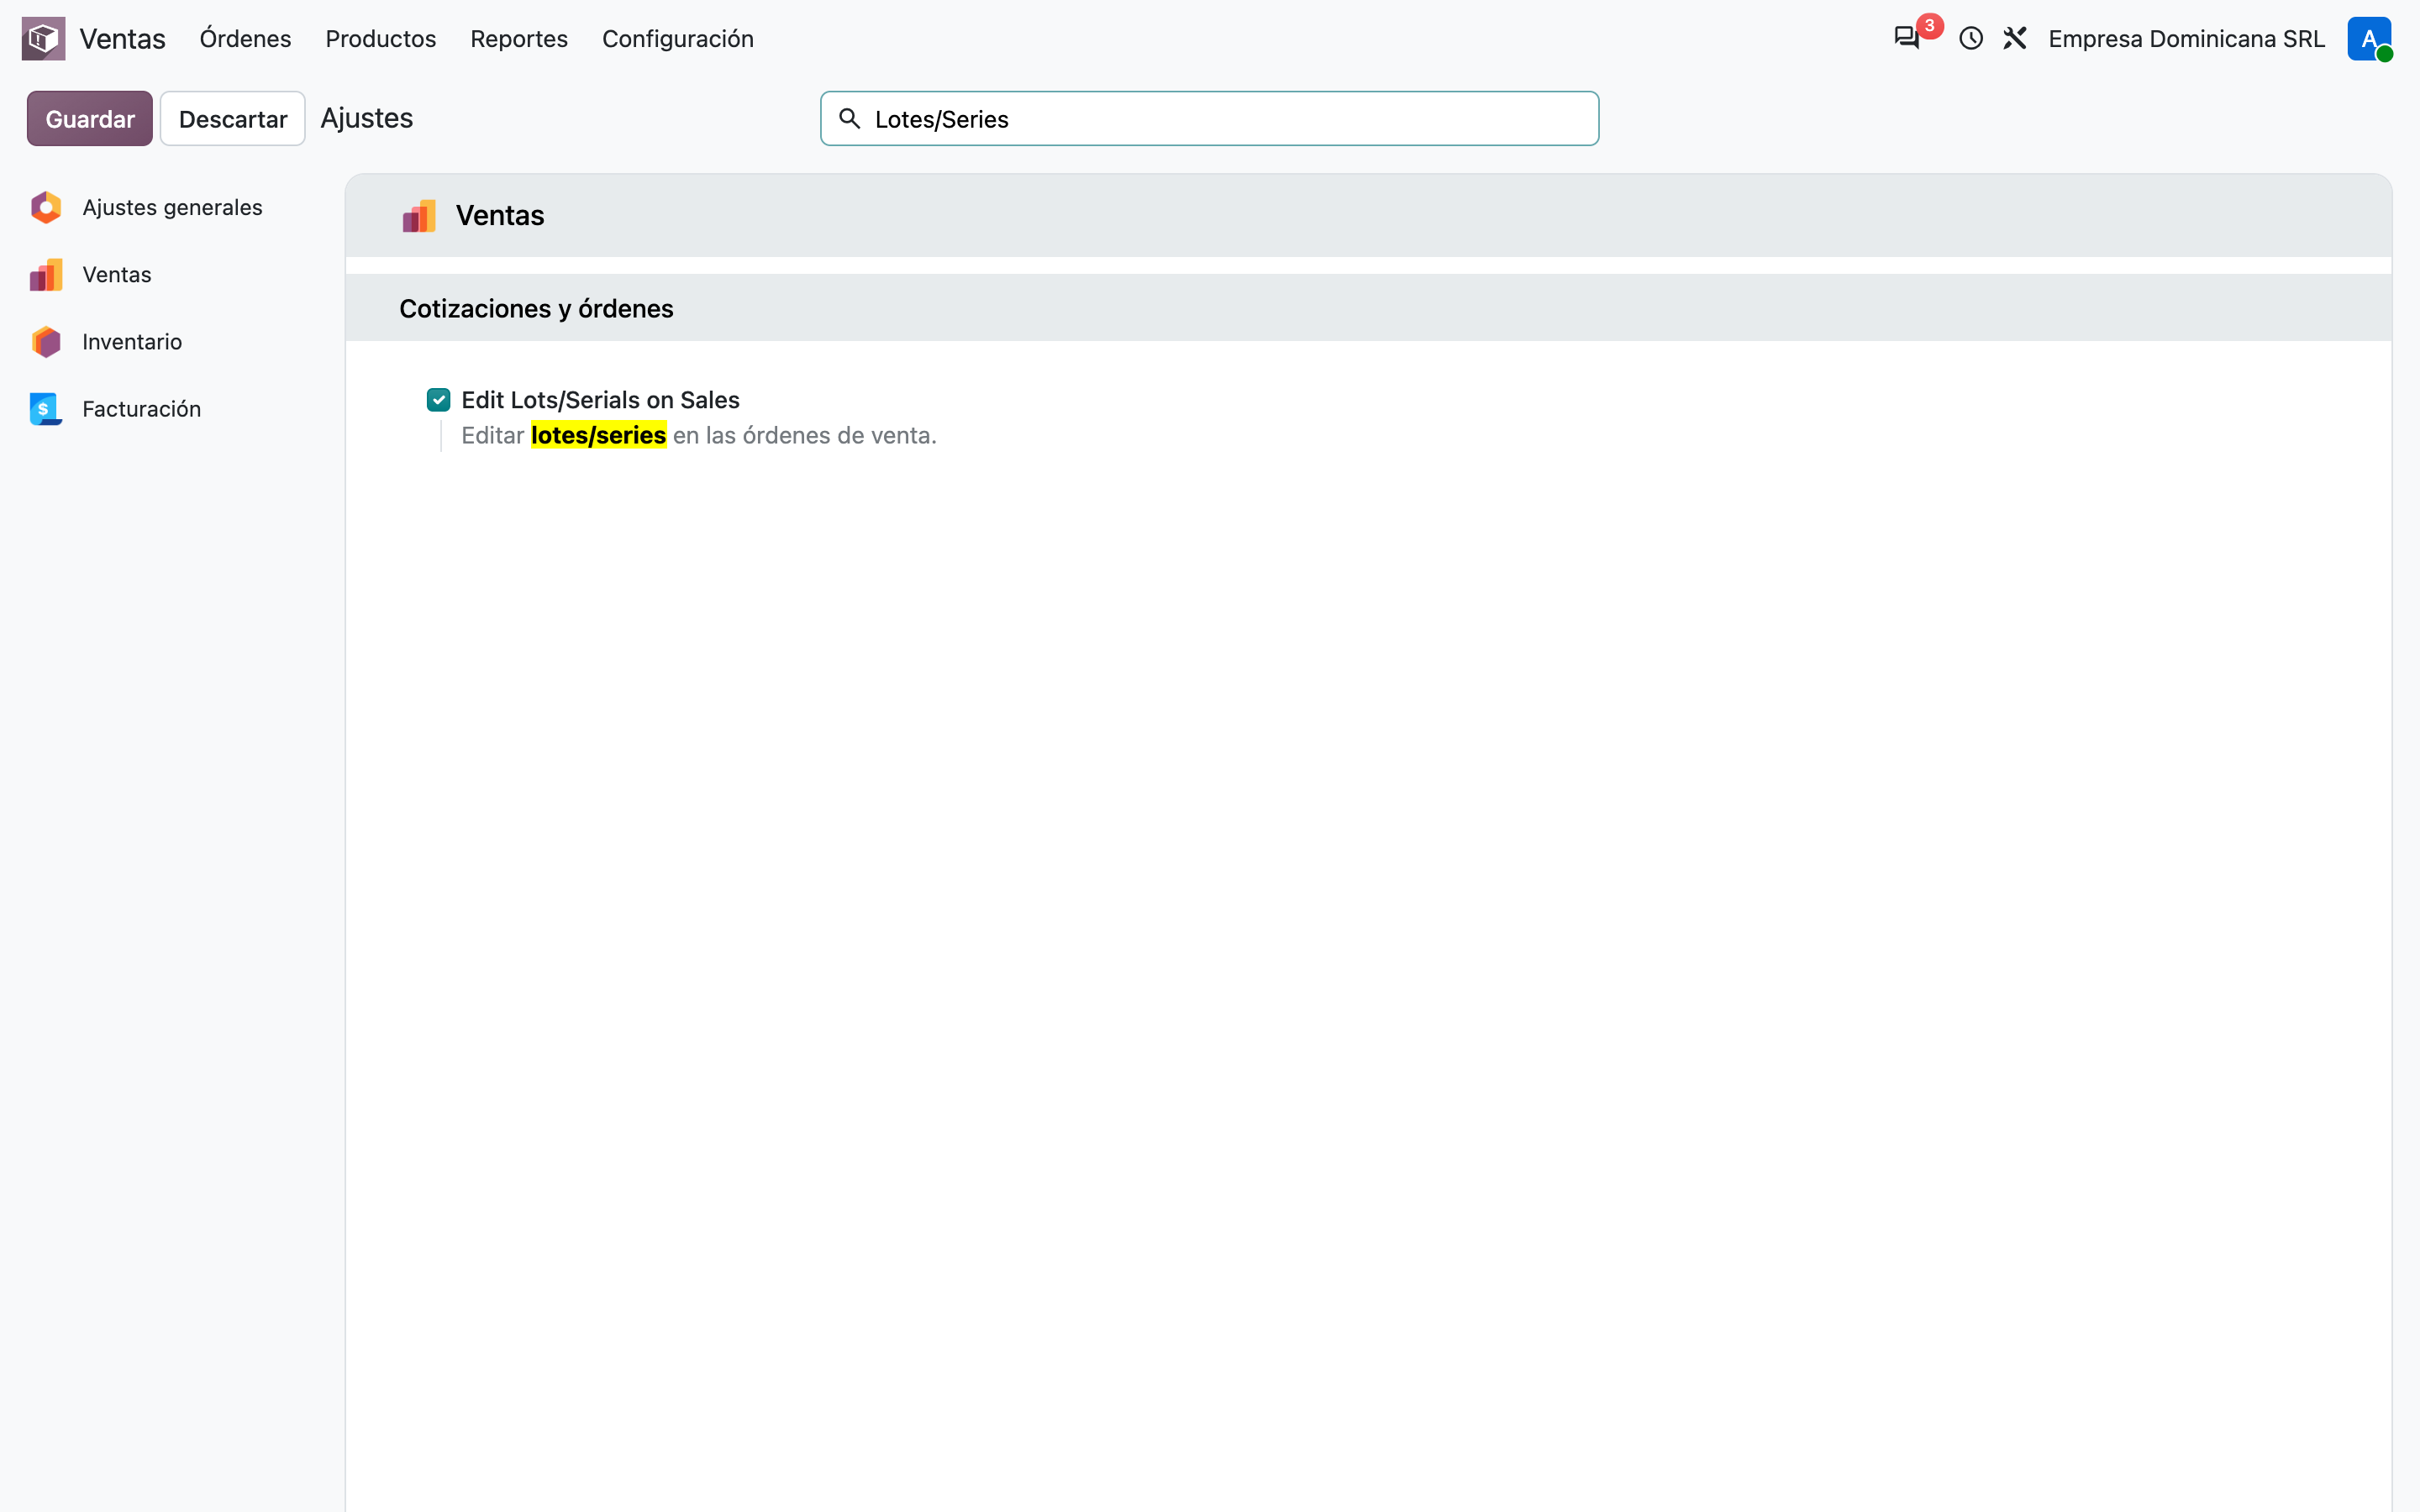 Ventas Órdenes Productos Reportes Configuración 3 Empresa Dominicana SRL A
Guardar Descartar Ajustes Lotes/Series
Ajustes generales
Ventas
Inventario
Facturación
Ventas
Cotizaciones y órdenes
Edit Lots/Serials on Sales
Editar lotes/series en las órdenes de venta.